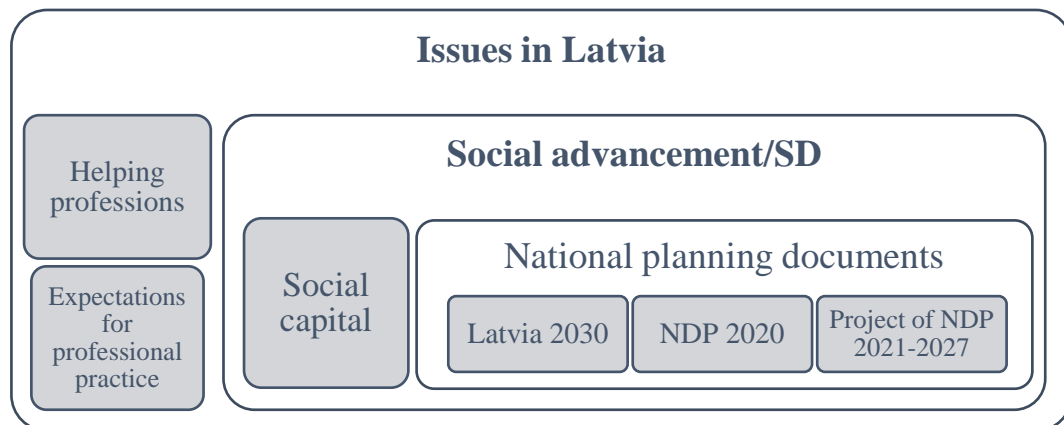 Issues in Latvia
Helping
professions
Expectations
for
professional
practice
Social advancement/SD
Social
capital
National planning documents
Latvia 2030
NDP 2020
Project of NDP
2021-2027